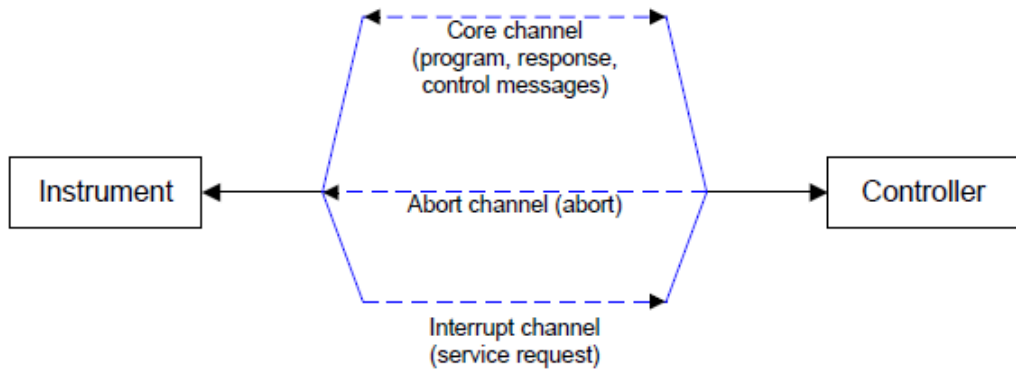 Core channel
(program, response,
control messages)
Instrument
Abort channel (abort)
Controller
Interrupt channel
(service request)